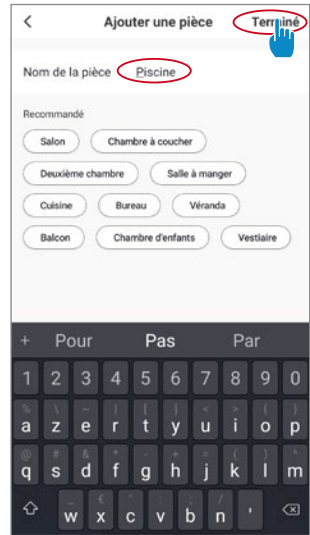 Ajouter une pièce Terminé
Nom de la pièce Piscine
Recommandé
Salon Chambre à coucher
Deuxième chambre Salle à manger
Cuisine Bureau Véranda
Balcon Chambre d'enfants Vestiaire
+ Pour Pas Par
1 2 3 4 5 6 7 8 9 0
a z e r t y u i o p
q s d f g h j k l m
w x c v b n '